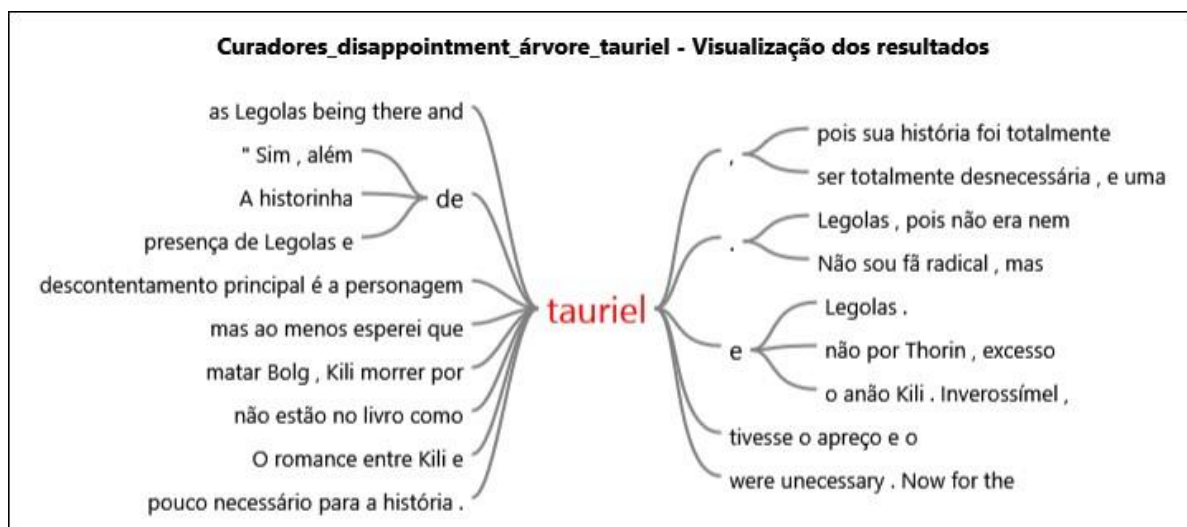 Curadores_disappointment_árvore_tauriel - Visualização dos resultados
as Legolas being there and
" Sim , além
A historinha
presença de Legolas e
de
descontentamento principal é a personagem
mas ao menos esperei que
matar Bolg , Kili morrer por
não estão no livro como
O romance entre Kili e
pouco necessário para a história .
tauriel
,
pois sua história foi totalmente
ser totalmente desnecessária , e uma
.
Legolas , pois não era nem
Não sou fã radical , mas
e
Legolas .
não por Thorin , excesso
o anão Kili . Inverossímel ,
tivesse o apreço e o
were unecessary . Now for the